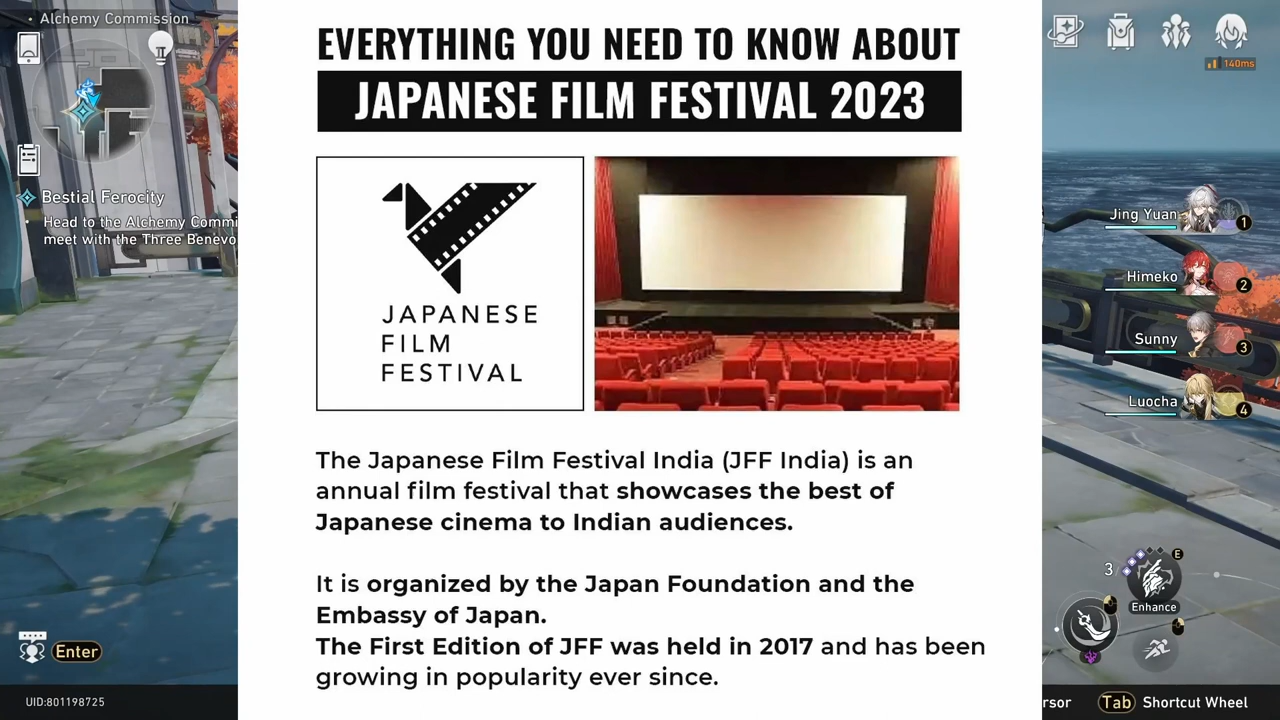 Alchemy Commission
140ms
Bestial Ferocity
Head to the Alchemy Commi
meet with the Three Benevo
EVERYTHING YOU NEED TO KNOW ABOUT
JAPANESE FILM FESTIVAL 2023
JAPANESE
FILM
FESTIVAL
The Japanese Film Festival India (JFF India) is an
annual film festival that showcases the best of
Japanese cinema to Indian audiences.
It is organized by the Japan Foundation and the
Embassy of Japan.
The First Edition of JFF was held in 2017 and has been
growing in popularity ever since.
Jing Yuan 1
Himeko 2
Sunny 3
Luocha 4
3 E
Enhance
Enter
UID:801198725
rsor Tab Shortcut Wheel